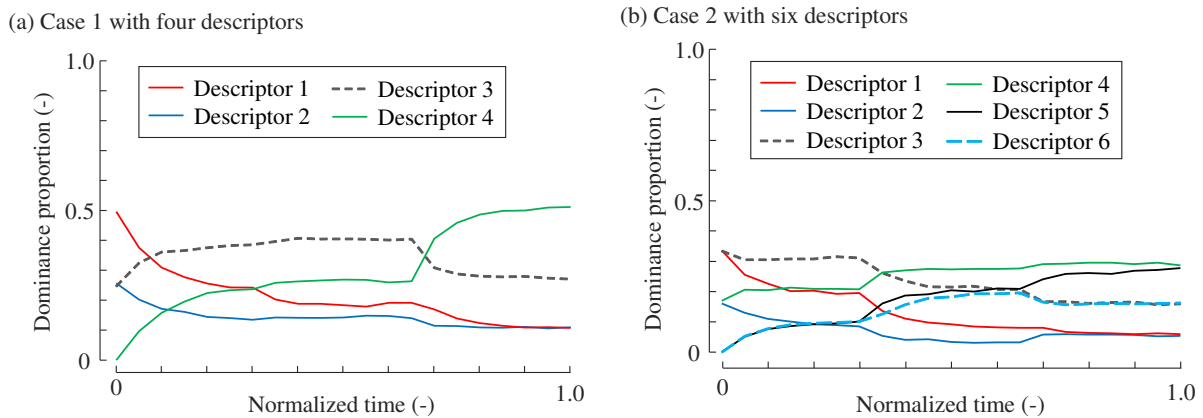 (a) Case 1 with four descriptors
1.0
Descriptor 1
Descriptor 2
Descriptor 3
Descriptor 4
0.5
0
Dominance proportion (-)
0
1.0
Normalized time (-)
(b) Case 2 with six descriptors
1.0
Descriptor 1
Descriptor 2
Descriptor 3
Descriptor 4
Descriptor 5
Descriptor 6
0.5
0
Dominance proportion (-)
0
1.0
Normalized time (-)